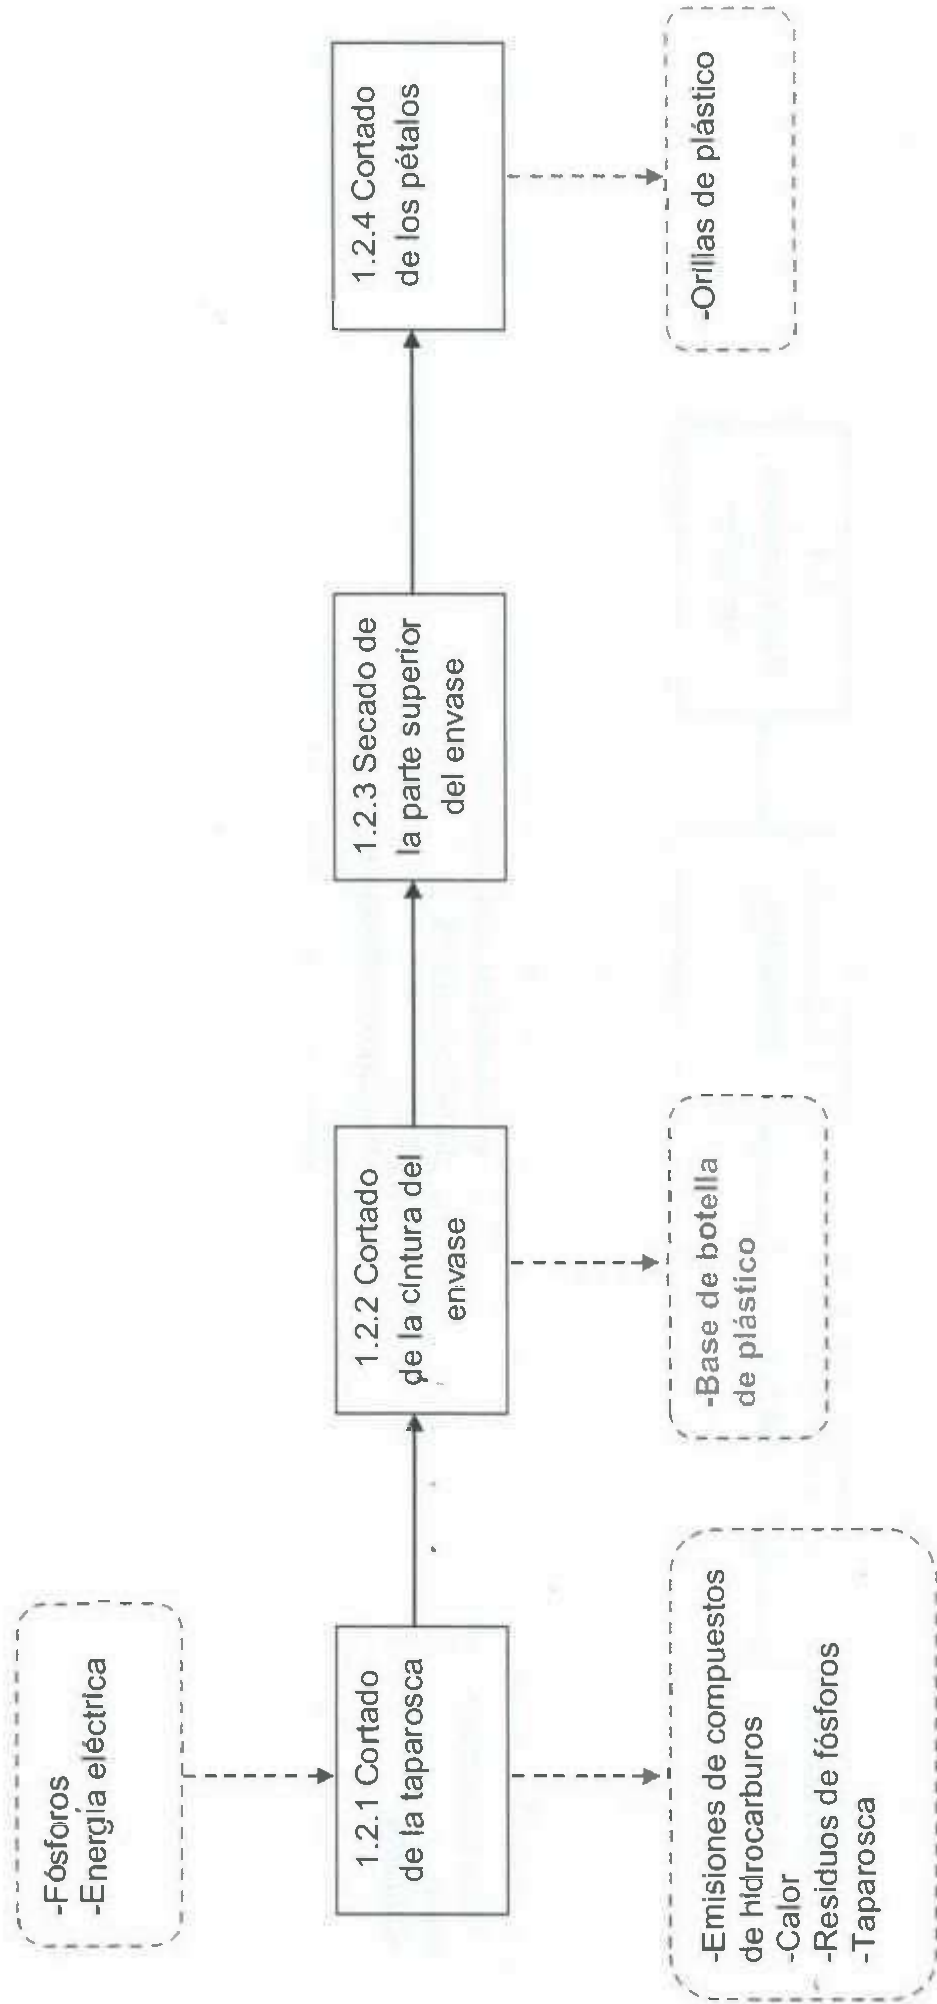 -Fósforos
-Energía eléctrica
1.2.1 Cortado
de la taparosca
1.2.2 Cortado
de la cintura del
envase
1.2.3 Secado de
la parte superior
del envase
1.2.4 Cortado
de los pétalos
-Emisiones de compuestos
de hidrocarburos
-Calor
-Residuos de fósforos
-Taparosca
-Base de botella
de plástico
-Orillas de plástico